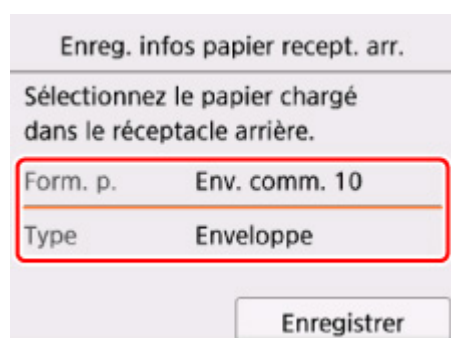 Enreg. infos papier recept. arr.
Sélectionnez le papier chargé
dans le réceptacle arrière.
Form. p. Env. comm. 10
Type Enveloppe
Enregistrer